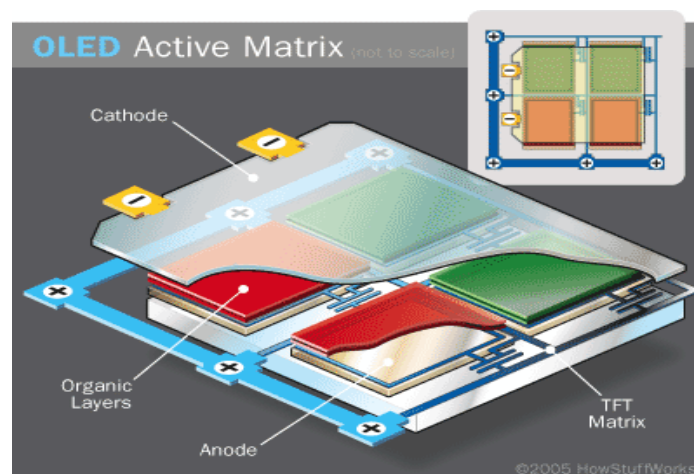 OLED Active Matrix (not to scale)
Cathode
Organic
Layers
Anode
TFT
Matrix
©2005 HowStuffWorks